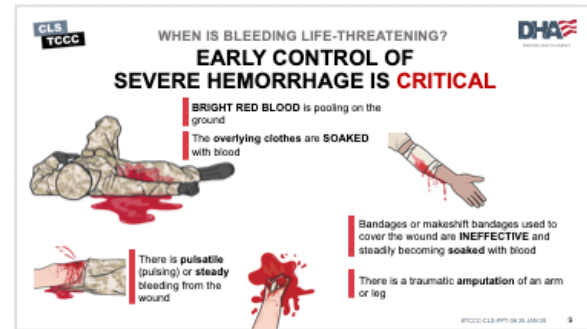 CLS
TCCC
DHA
WHEN IS BLEEDING LIFE-THREATENING?
EARLY CONTROL OF
SEVERE HEMORRHAGE IS CRITICAL
BRIGHT RED BLOOD is pooling on the
ground
The overlying clothes are SOAKED
with blood
Bandages or makeshift bandages used to
cover the wound are INEFFECTIVE and
steadily becoming soaked with blood
There is pulsatile
(pulsing) or steady
bleeding from the
wound
There is a traumatic amputation of an arm
or leg
9